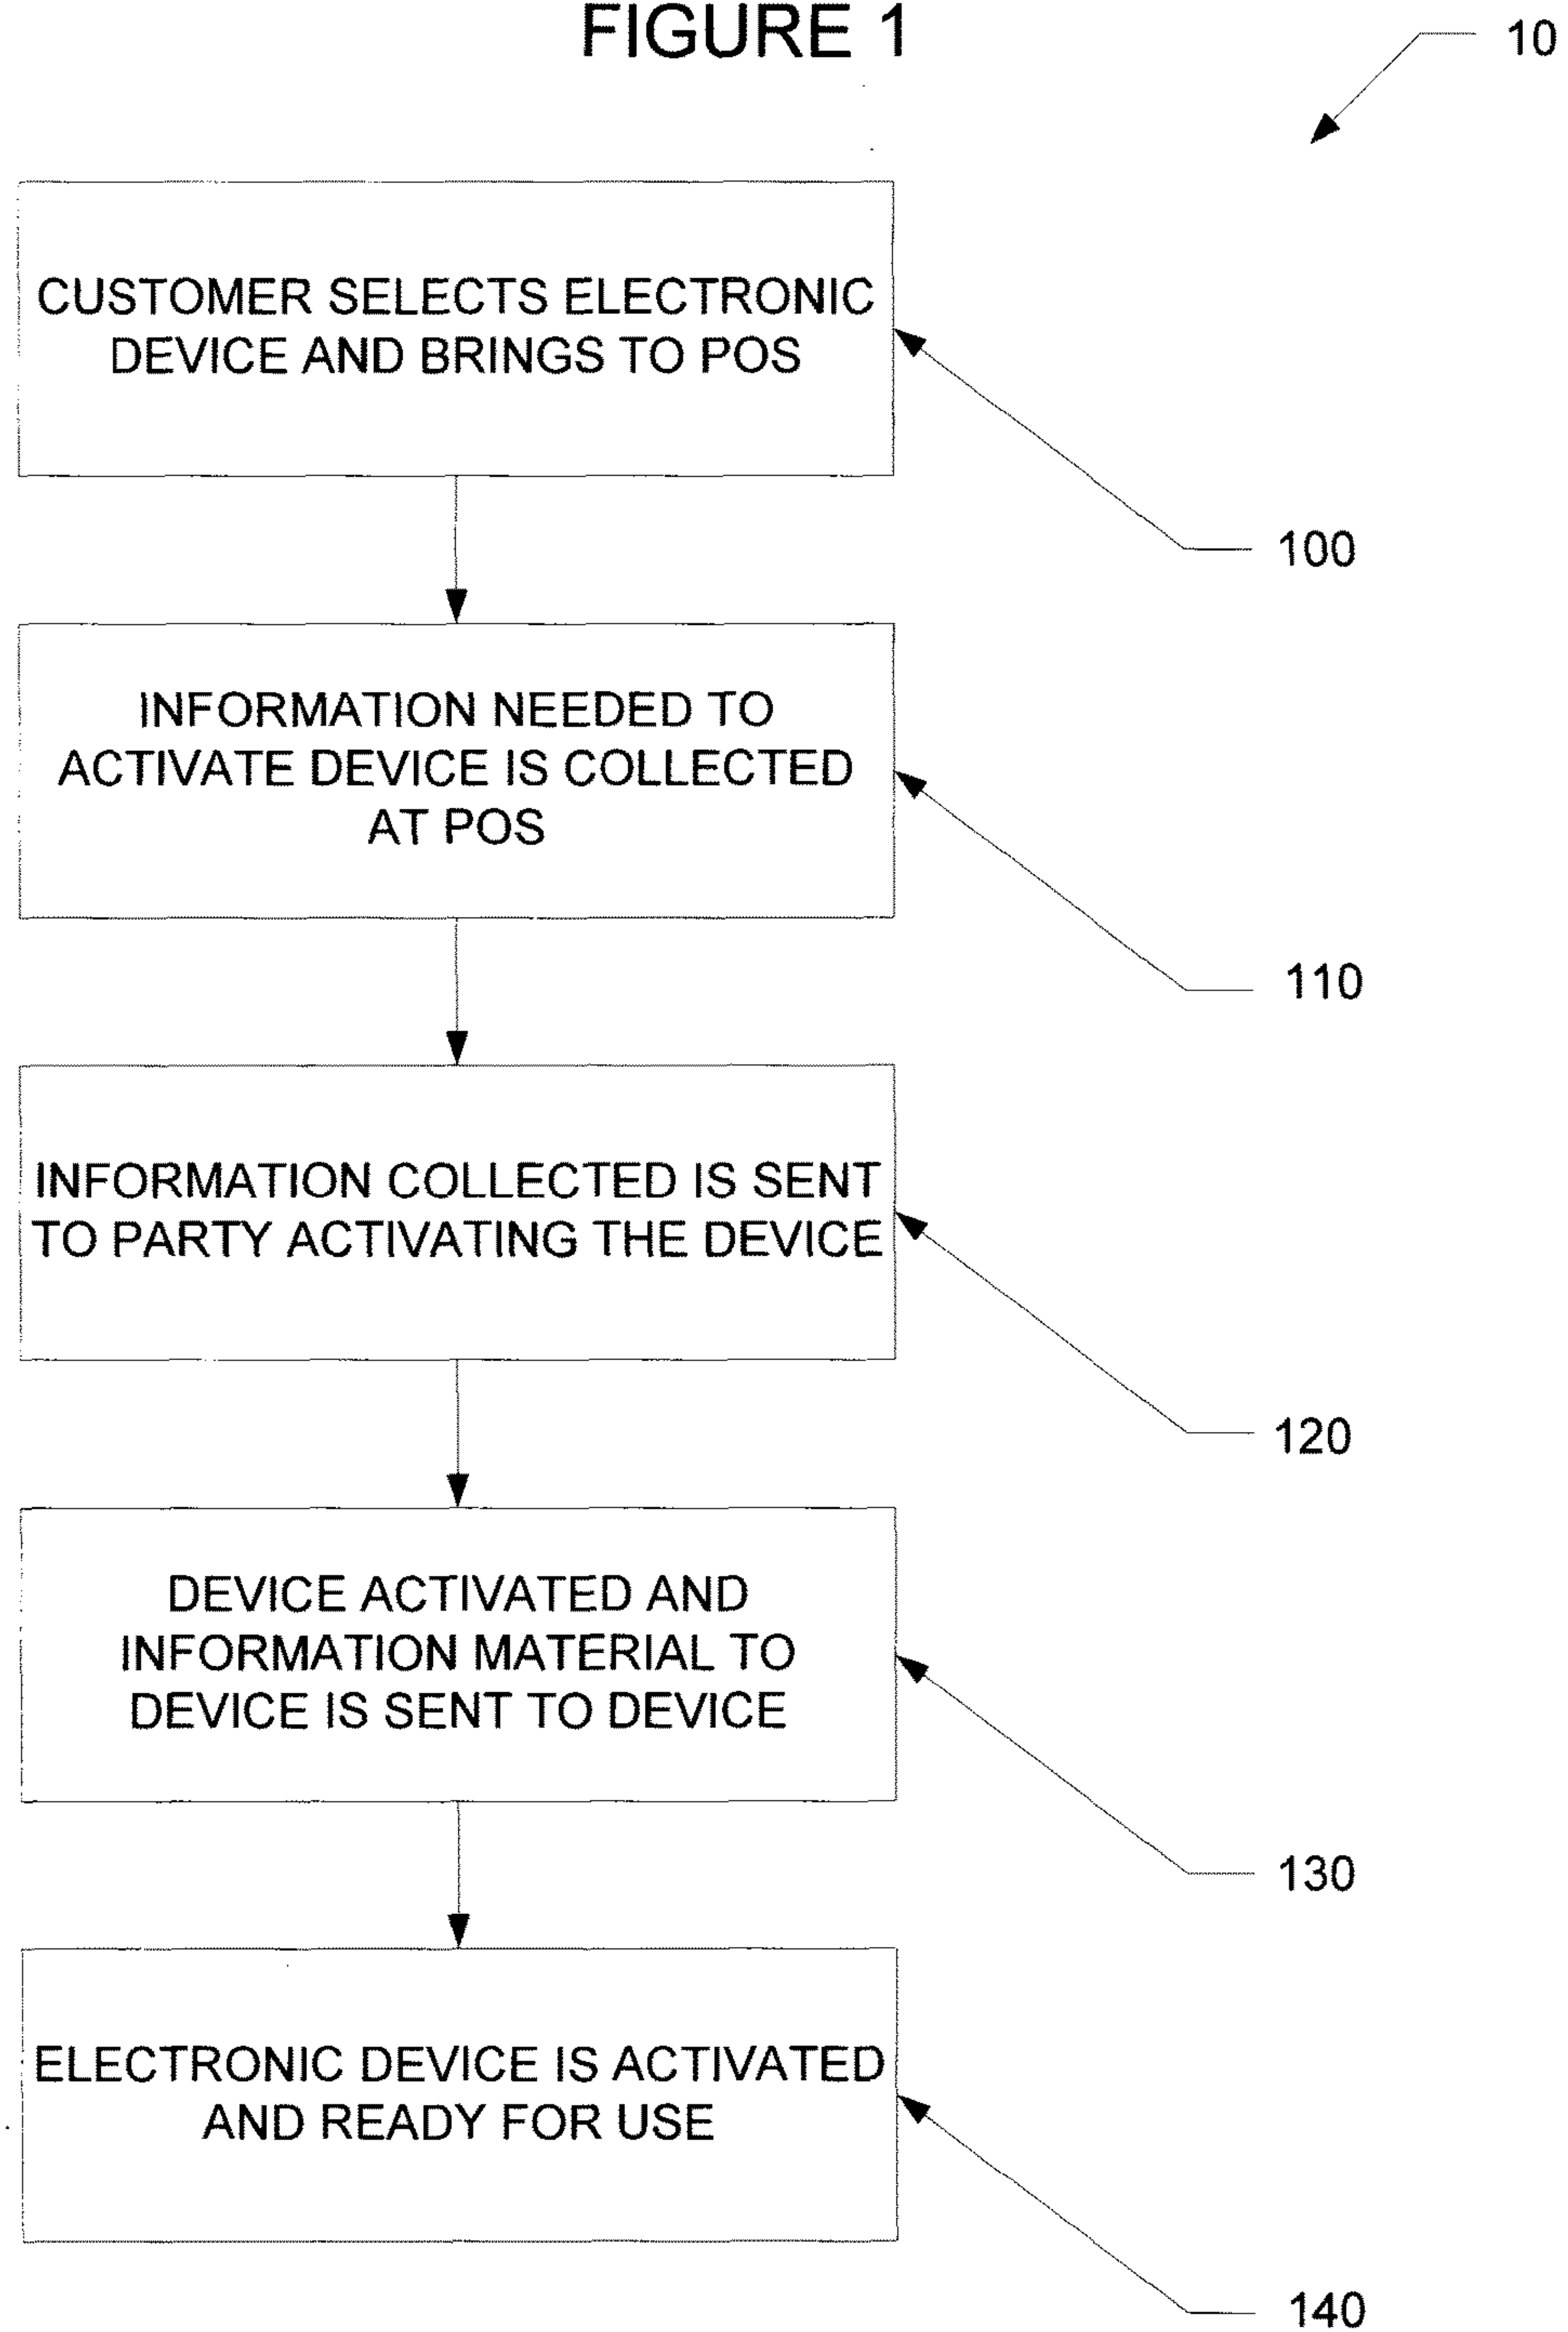 FIGURE 1
10
CUSTOMER SELECTS ELECTRONIC
DEVICE AND BRINGS TO POS
100
INFORMATION NEEDED TO
ACTIVATE DEVICE IS COLLECTED
AT POS
110
INFORMATION COLLECTED IS SENT
TO PARTY ACTIVATING THE DEVICE
120
DEVICE ACTIVATED AND
INFORMATION MATERIAL TO
DEVICE IS SENT TO DEVICE
130
ELECTRONIC DEVICE IS ACTIVATED
AND READY FOR USE
140